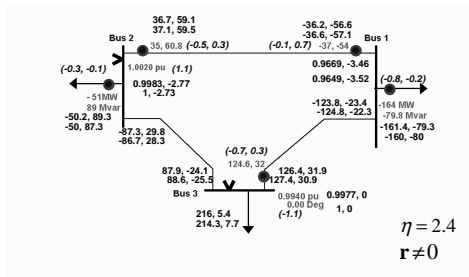 36.7, 59.1
37.1, 59.5
Bus 2
35, 60.8 (-0.5, 0.3)
-36.2, -56.6
-36.6, -57.1
Bus 1
(-0.1, 0.7) -37, -54
1.0020 pu (1.1)
(-0.3, -0.1)
0.9983, -2.77
1, -2.73
0.9669, -3.46
0.9649, -3.52
(-0.8, -0.2)
- 51MW
89 Mvar
-50.2, 89.3
-50, 87.3
-87.3, 29.8
-86.7, 28.3
-123.8, -23.4
-124.8, -22.3
-164 MW
-79.8 Mvar
-161.4, -79.3
-160, -80
(-0.7, 0.3)
124.6, 32
87.9, -24.1
88.6, -25.5
126.4, 31.9
127.4, 30.9
Bus 3
0.9940 pu
0.00 Deg
(-1.1)
0.9977, 0
1, 0
216, 5.4
214.3, 7.7
η = 2.4
r≠0